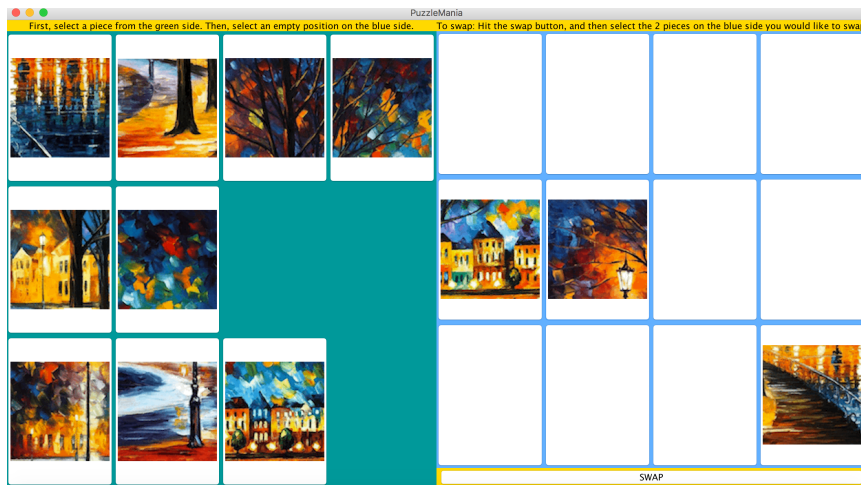 PuzzleMania
First, select a piece from the green side. Then, select an empty position on the blue side.
To swap: Hit the swap button, and then select the 2 pieces on the blue side you would like to swap
SWAP